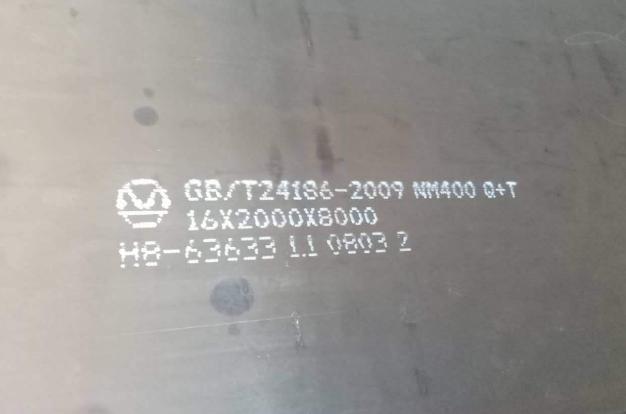 GB/T24186-2009 NM400 Q+T
16X2000X8000
H8-63633 11 0803 2